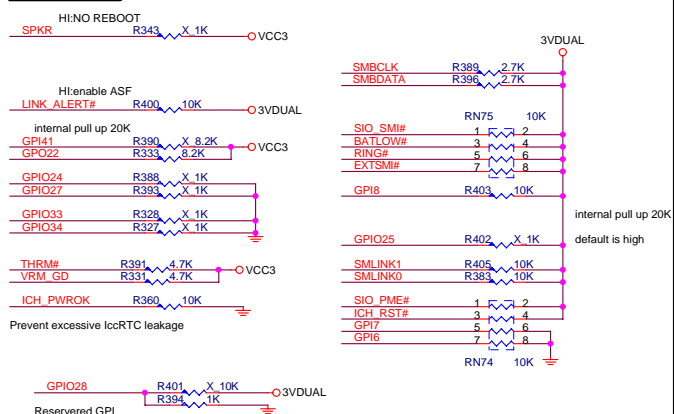 HI:NO REBOOT
SPKR R343 X_1K VCC3
HI:enable ASF
LINK_ALERT# R400 10K 3VDUAL
internal pull up 20K
GPI41 R390 X_8.2K VCC3
GPO22 R333 8.2K
GPIO24 R388 X_1K
GPIO27 R393 X_1K
GPIO33 R328 X_1K
GPIO34 R327 X_1K
THRM# R391 4.7K VCC3
VRM_GD R331 4.7K
ICH_PWROK R360 10K
Prevent excessive IccRTC leakage
GPIO28 R401 X_10K 3VDUAL
R394 1K
Reservered GPI
3VDUAL
SMBCLK R389 2.7K
SMBDATA R396 2.7K
RN75 10K
SIO_SMI# 1 2
BATLOW# 3 4
RING# 5 6
EXTSMI# 7 8
GPI8 R403 10K
internal pull up 20K
GPIO25 R402 X_1K default is high
SMLINK1 R405 10K
SMLINK0 R383 10K
SIO_PME# 1 2
ICH_RST# 3 4
GPI7 5 6
GPI6 7 8
RN74 10K